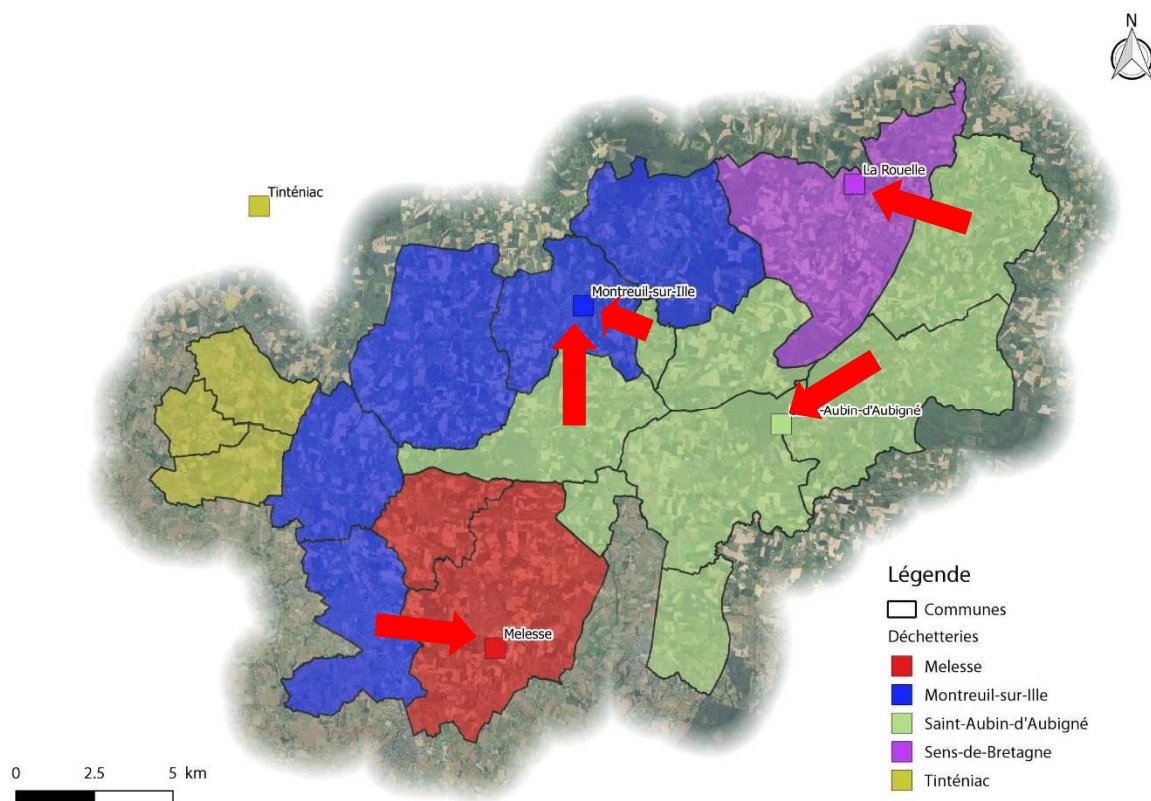 N
La Rouelle
Tinténiac
Montreuil-sur-Ille
-Aubin-d'Aubigné
Melesse
Légende
Communes
Déchetteries
Melesse
Montreuil-sur-Ille
Saint-Aubin-d'Aubigné
Sens-de-Bretagne
Tinténiac
0 2.5 5 km